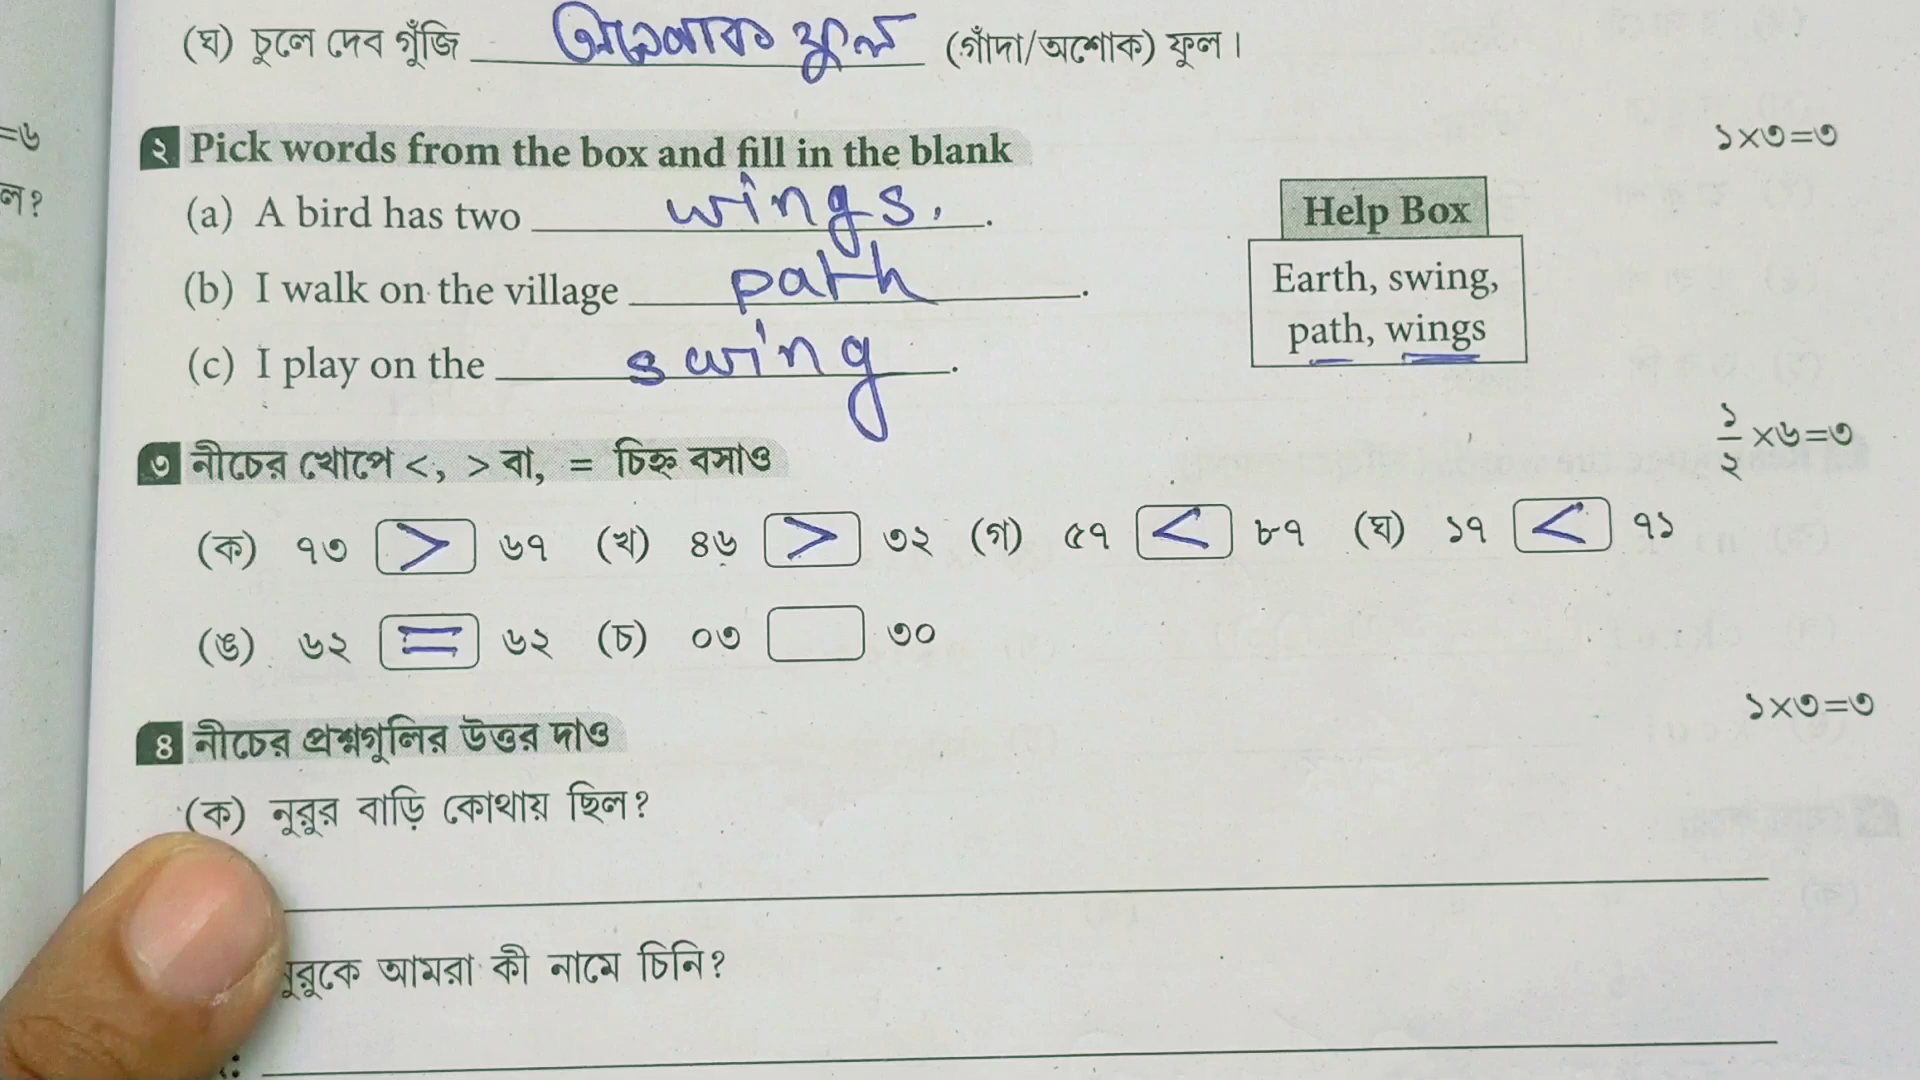 (ঘ) চুলে দেব গুঁজি অশোক ফুল (গাঁদা/অশোক) ফুল।
=৬
২ Pick words from the box and fill in the blank ১×৩=৩
ল?
(a) A bird has two wings.
(b) I walk on the village path.
(c) I play on the swing.
Help Box
Earth, swing,
path, wings
৩ নীচের খোপে <, > বা, = চিহ্ন বসাও ১/২ ×৬=৩
(ক) ৭৩ > ৬৭ (খ) ৪৬ > ৩২ (গ) ৫৭ < ৮৭ (ঘ) ১৭ < ৭১
(ঙ) ৬২ = ৬২ (চ) ০৩ ৩০
৪ নীচের প্রশ্নগুলির উত্তর দাও ১×৩=৩
(ক) নুরুর বাড়ি কোথায় ছিল?
নুরুকে আমরা কী নামে চিনি?